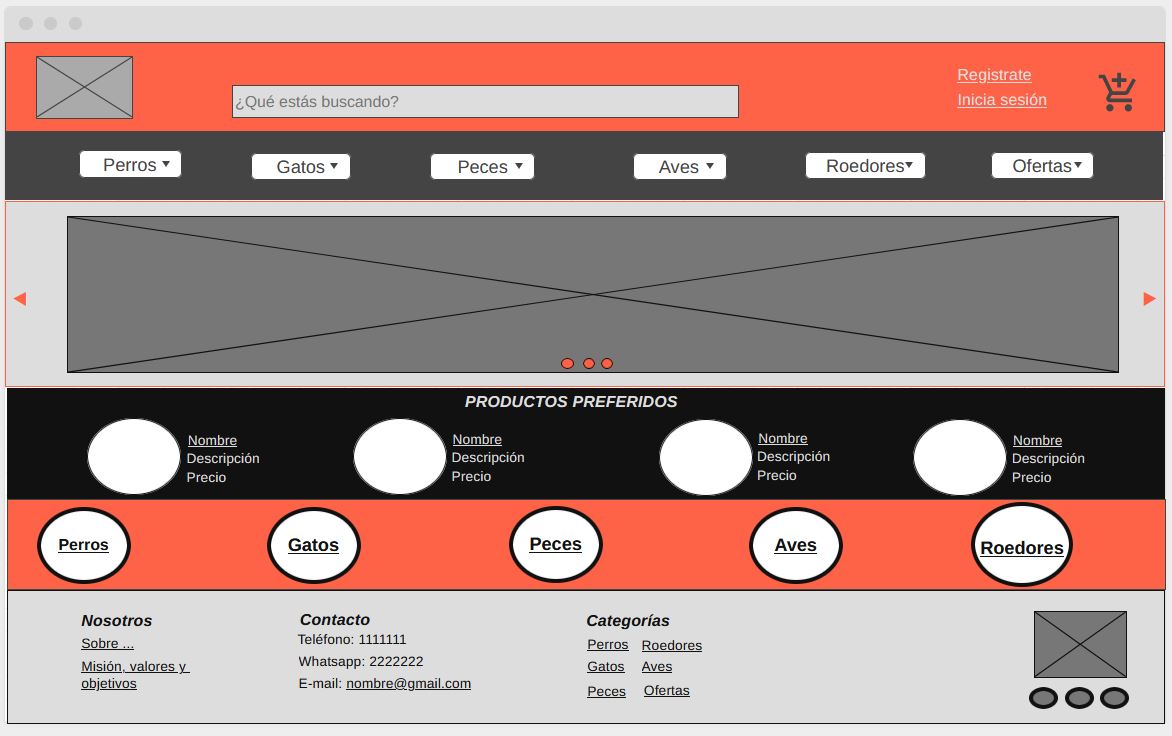 Registrate
¿Qué estás buscando?
Inicia sesión
Perros
Gatos
Peces
Aves
Roedores
Ofertas
PRODUCTOS PREFERIDOS
Nombre
Descripción
Precio
Nombre
Descripción
Precio
Nombre
Descripción
Precio
Nombre
Descripción
Precio
Perros
Gatos
Peces
Aves
Roedores
Nosotros
Sobre ...
Misión, valores y
objetivos
Contacto
Teléfono: 1111111
Whatsapp: 2222222
E-mail: nombre@gmail.com
Categorías
Perros Roedores
Gatos Aves
Peces Ofertas